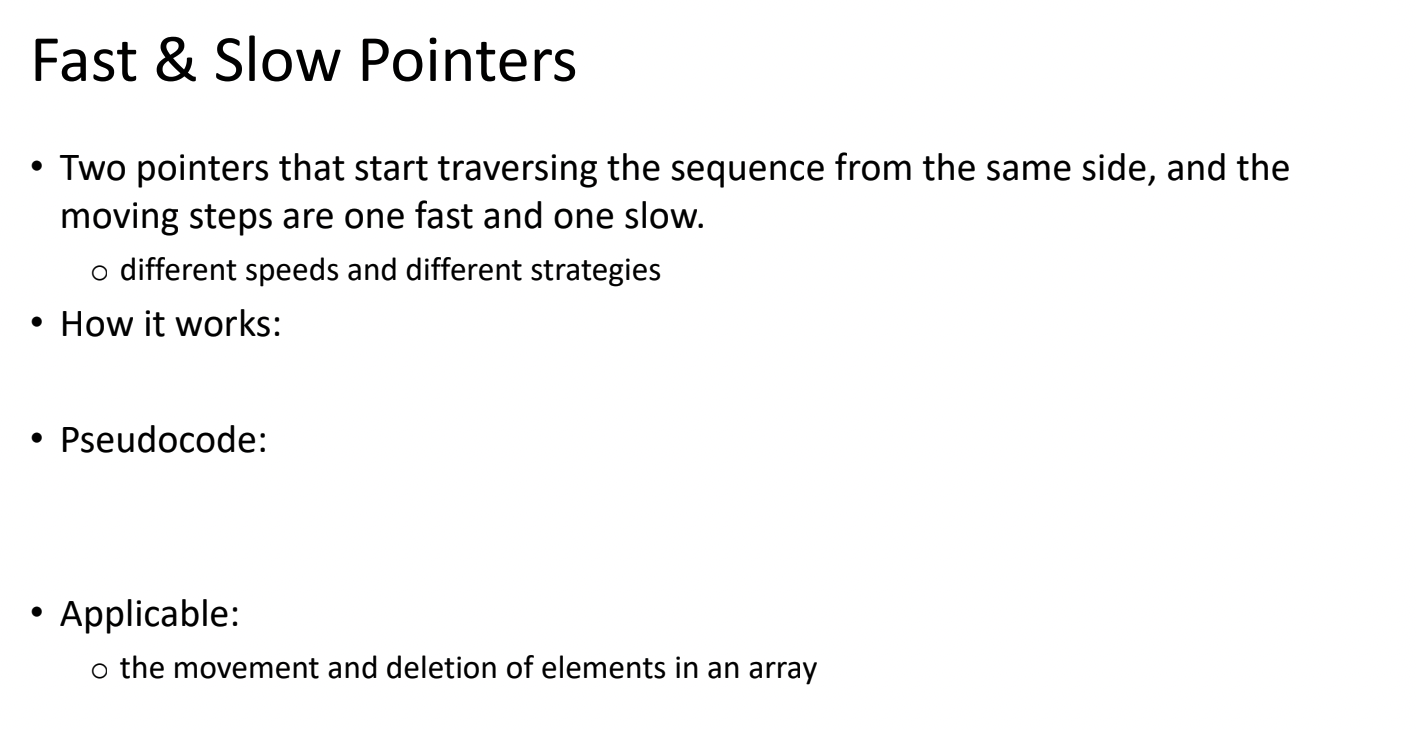 Fast & Slow Pointers
• Two pointers that start traversing the sequence from the same side, and the
moving steps are one fast and one slow.
○ different speeds and different strategies
• How it works:
• Pseudocode:
• Applicable:
○ the movement and deletion of elements in an array